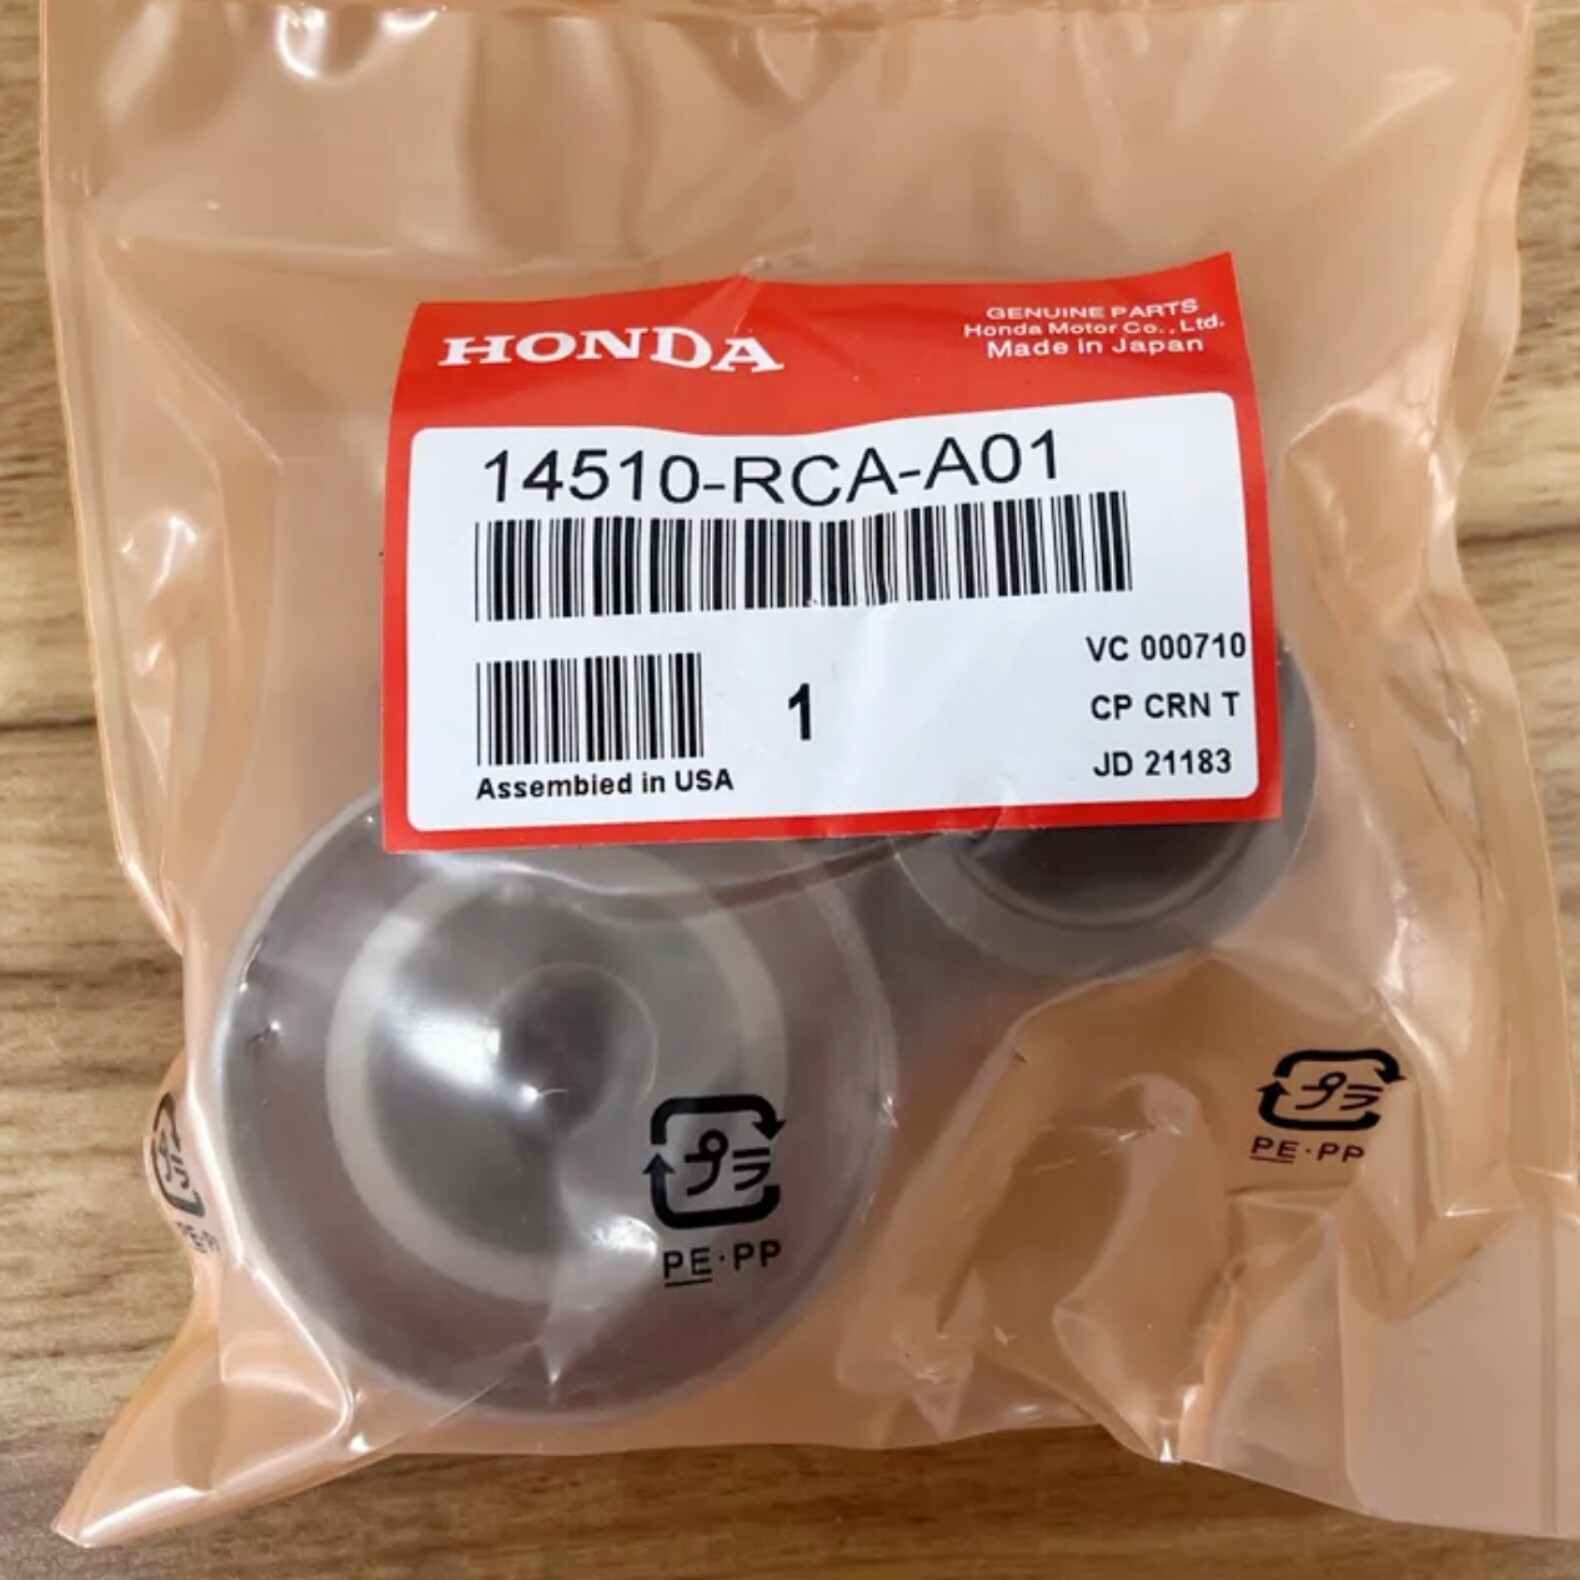 HONDA
GENUINE PARTS
Honda Motor Co., Ltd.
Made in Japan
14510-RCA-A01
VC 000710
1
CP CRN T
JD 21183
Assembied in USA
プラ
PE·PP
プラ
PE·PP